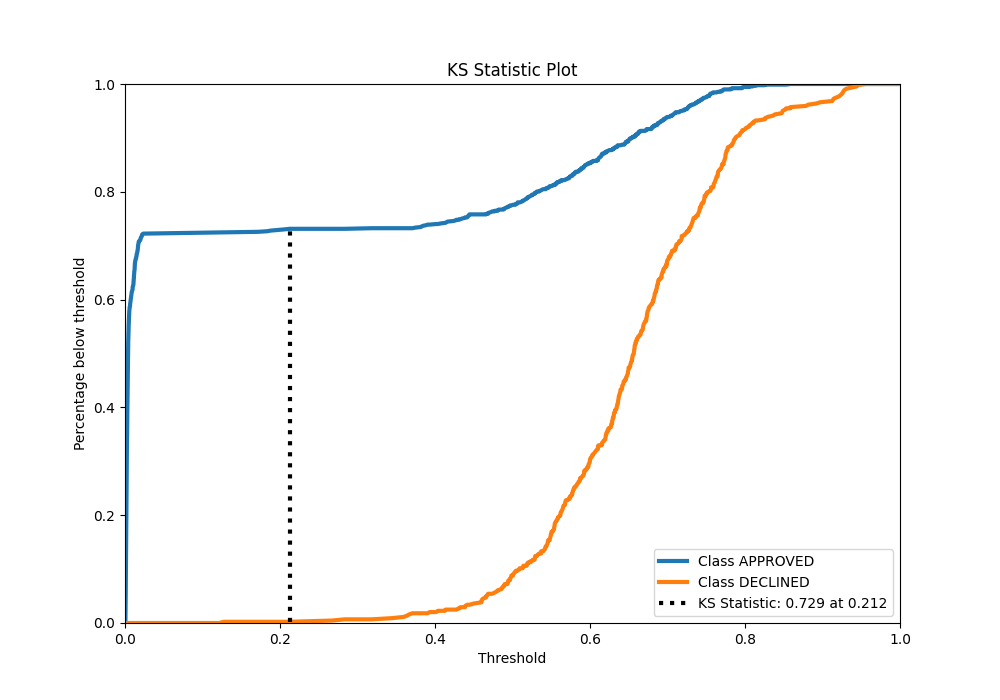 KS Statistic Plot
Percentage below threshold
1.0
0.8
0.6
0.4
0.2
0.0
0.0 0.2 0.4 0.6 0.8 1.0
Threshold
Class APPROVED
Class DECLINED
KS Statistic: 0.729 at 0.212